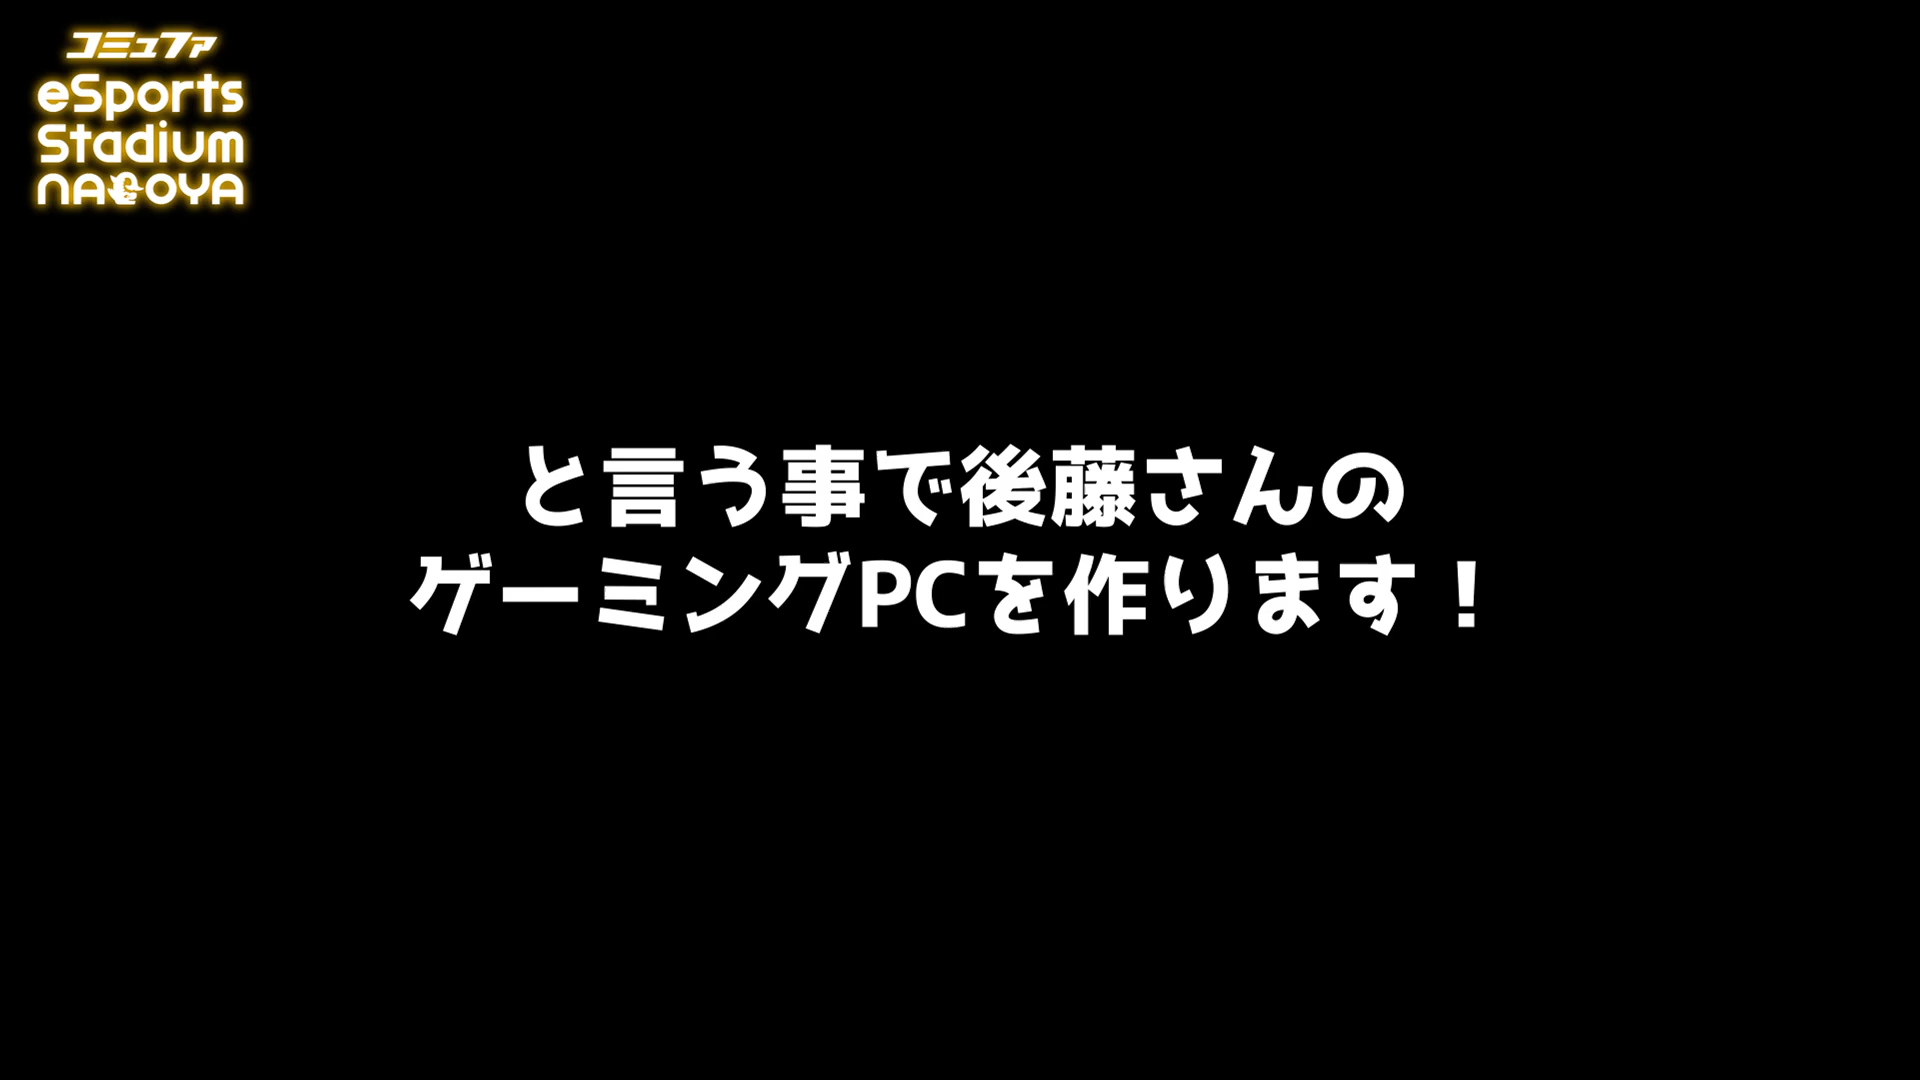 コミュファ
eSports
Stadium
NAGOYA
と言う事で後藤さんの
ゲーミングPCを作ります！